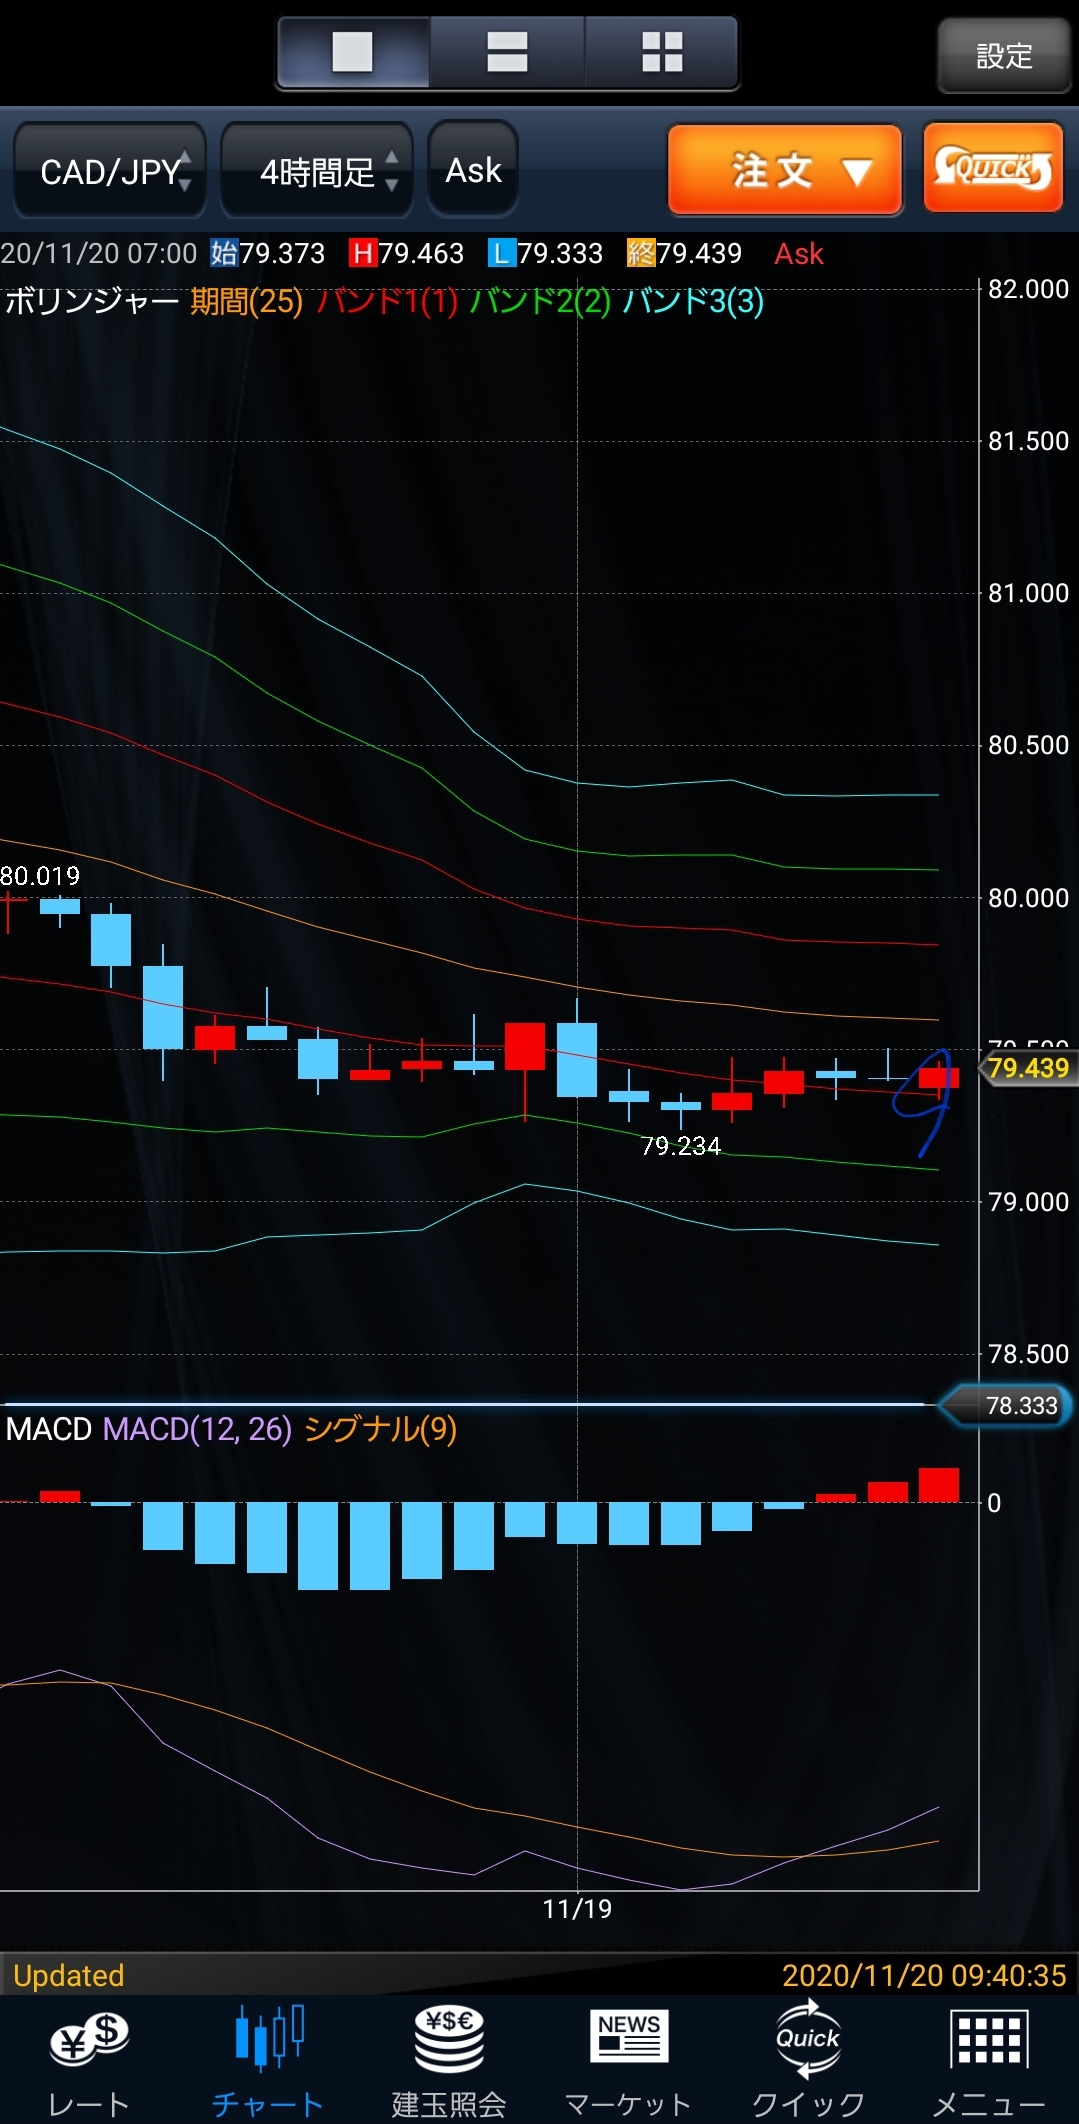 設定
CAD/JPY 4時間足 Ask 注文 ▼ QUICK
20/11/20 07:00 始79.373 H79.463 L79.333 終79.439 Ask
ボリンジャー 期間(25) バンド1(1) バンド2(2) バンド3(3)
82.000
81.500
81.000
80.500
80.019
80.000
79.500
79.439
79.234
79.000
78.500
78.333
MACD MACD(12, 26) シグナル(9)
0
11/19
Updated 2020/11/20 09:40:35
¥$ ¥$€ NEWS Quick
レート チャート 建玉照会 マーケット クイック メニュー